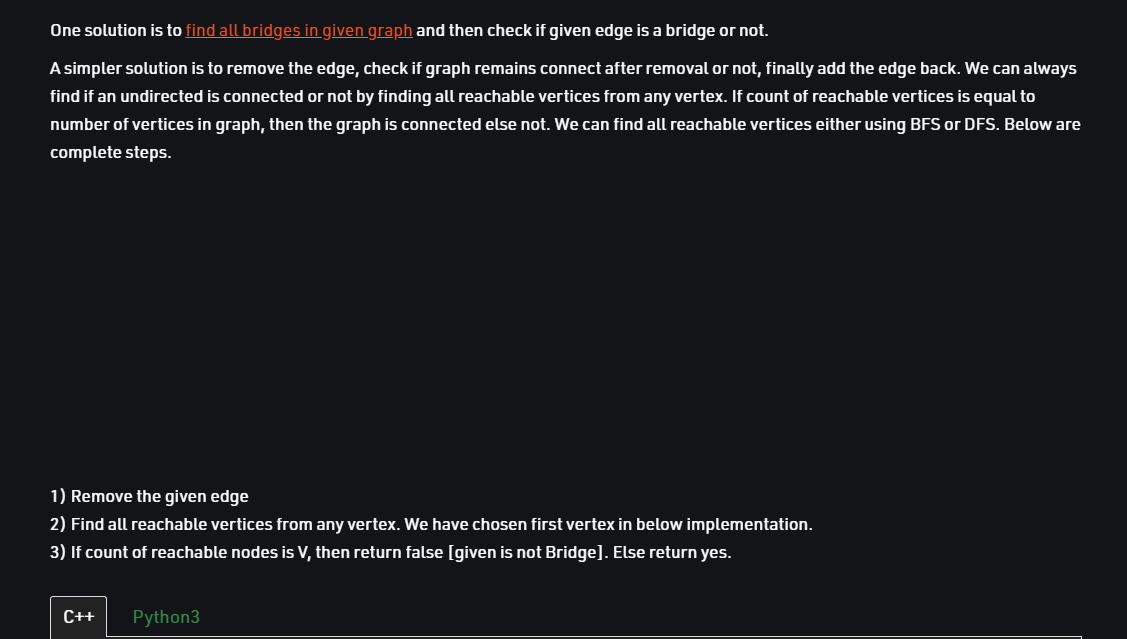 One solution is to find all bridges in given graph and then check if given edge is a bridge or not.
A simpler solution is to remove the edge, check if graph remains connect after removal or not, finally add the edge back. We can always
find if an undirected is connected or not by finding all reachable vertices from any vertex. If count of reachable vertices is equal to
number of vertices in graph, then the graph is connected else not. We can find all reachable vertices either using BFS or DFS. Below are
complete steps.
1) Remove the given edge
2) Find all reachable vertices from any vertex. We have chosen first vertex in below implementation.
3) If count of reachable nodes is V, then return false [given is not Bridge]. Else return yes.
C++ Python3